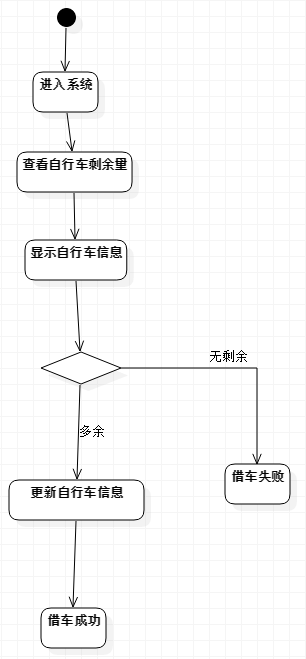 进入系统
查看自行车剩余量
显示自行车信息
无剩余
多余
借车失败
更新自行车信息
借车成功